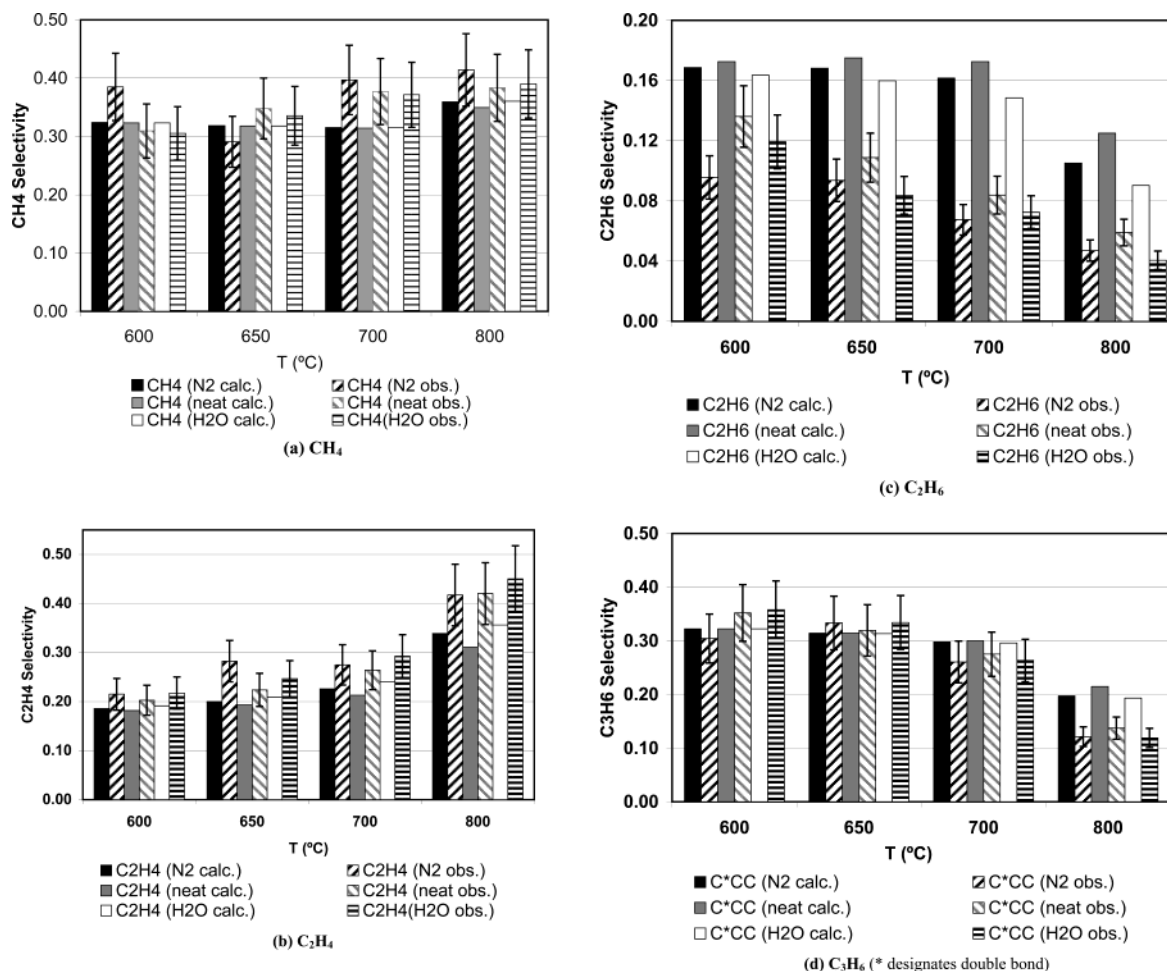 0.50
0.40
0.30
0.20
0.10
0.00
CH4 Selectivity
600 650 700 800
T (ºC)
CH4 (N2 calc.) CH4 (N2 obs.)
CH4 (neat calc.) CH4 (neat obs.)
CH4 (H2O calc.) CH4(H2O obs.)
(a) CH₄
0.50
0.40
0.30
0.20
0.10
0.00
C2H4 Selectivity
600 650 700 800
T (ºC)
C2H4 (N2 calc.) C2H4 (N2 obs.)
C2H4 (neat calc.) C2H4 (neat obs.)
C2H4 (H2O calc.) C2H4(H2O obs.)
(b) C₂H₄
0.20
0.16
0.12
0.08
0.04
0.00
C2H6 Selectivity
600 650 700 800
T (ºC)
C2H6 (N2 calc.) C2H6 (N2 obs.)
C2H6 (neat calc.) C2H6 (neat obs.)
C2H6 (H2O calc.) C2H6 (H2O obs.)
(c) C₂H₆
0.50
0.40
0.30
0.20
0.10
0.00
C3H6 Selectivity
600 650 700 800
T (ºC)
C*CC (N2 calc.) C*CC (N2 obs.)
C*CC (neat calc.) C*CC (neat obs.)
C*CC (H2O calc.) C*CC (H2O obs.)
(d) C₃H₆ (* designates double bond)